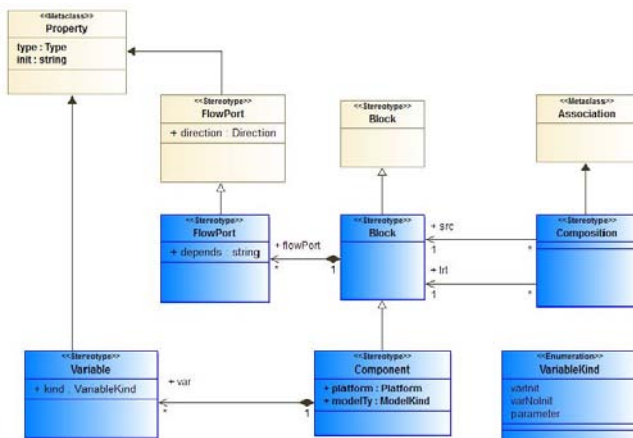 <<Metaclass>>
Property
type : Type
init : string
<<Stereotype>>
FlowPort
+ direction : Direction
<<Stereotype>>
Block
<<Metaclass>>
Association
<<Stereotype>>
FlowPort
+ depends : string
+ flowPort
*
1
<<Stereotype>>
Block
+ src
1
*
+ trt
1
*
<<Stereotype>>
Composition
<<Stereotype>>
Variable
+ kind : VariableKind
+ var
*
1
<<Stereotype>>
Component
+ platform : Platform
+ modelTy : ModelKind
<<Enumeration>>
VariableKind
varInit
varNoInit
parameter